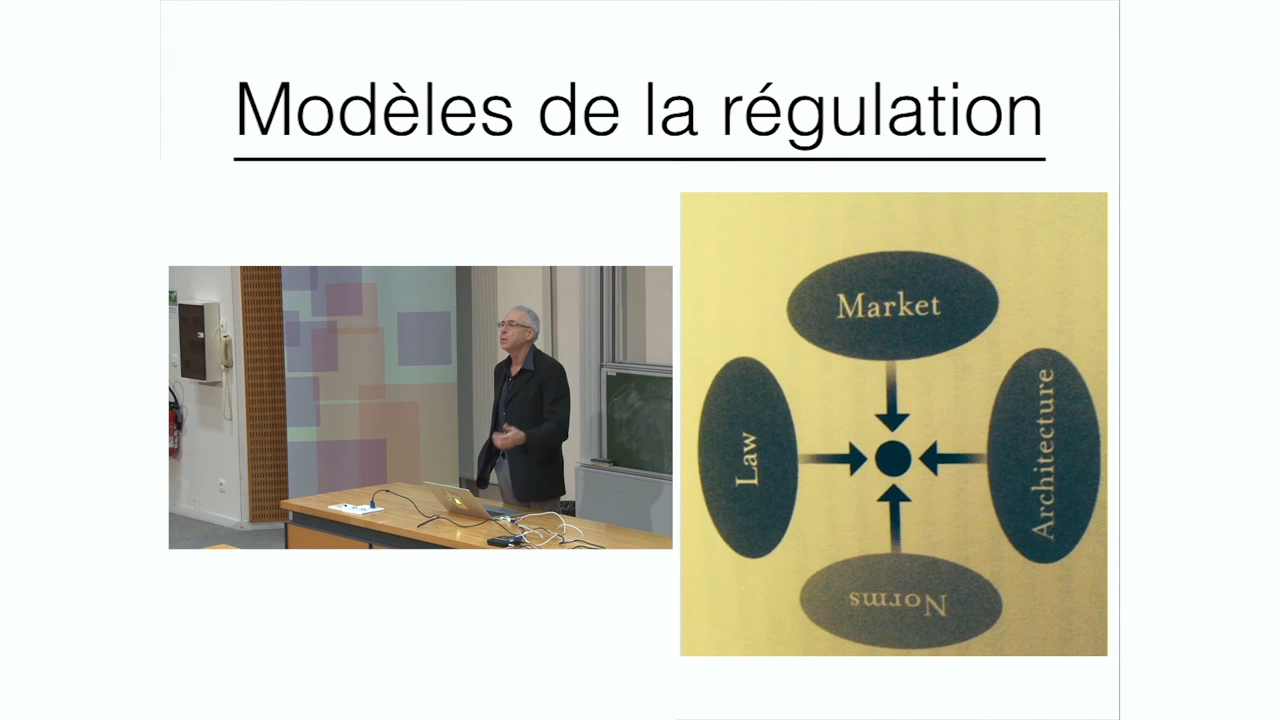 Modèles de la régulation
Market
Law
Architecture
Norms